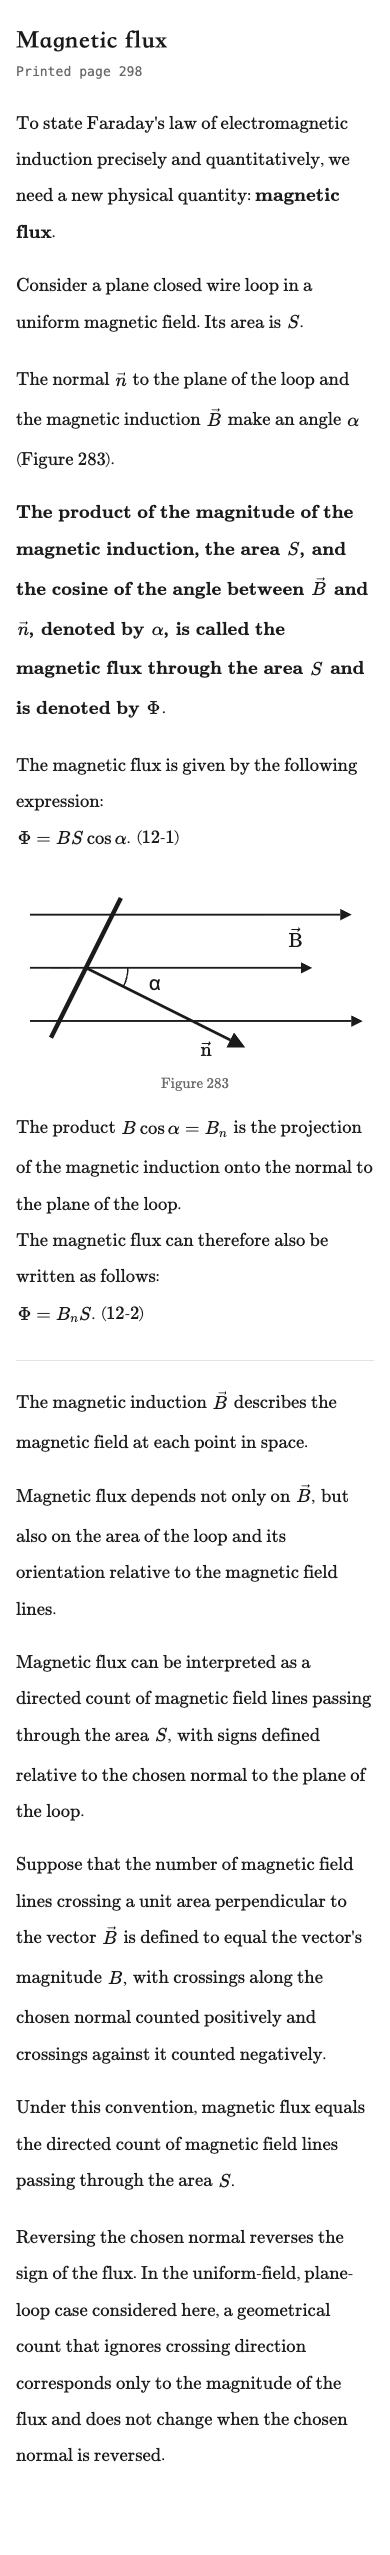 Magnetic flux
Printed page 298
To state Faraday's law of electromagnetic
induction precisely and quantitatively, we
need a new physical quantity: magnetic
flux.
Consider a plane closed wire loop in a
uniform magnetic field. Its area is S.
The normal n⃗ to the plane of the loop and
the magnetic induction B⃗ make an angle α
(Figure 283).
The product of the magnitude of the
magnetic induction, the area S, and
the cosine of the angle between B⃗ and
n⃗, denoted by α, is called the
magnetic flux through the area S and
is denoted by Φ.
The magnetic flux is given by the following
expression:
Φ = BS cos α. (12-1)
B⃗
α
n⃗
Figure 283
The product B cos α = Bₙ is the projection
of the magnetic induction onto the normal to
the plane of the loop.
The magnetic flux can therefore also be
written as follows:
Φ = BₙS. (12-2)
The magnetic induction B⃗ describes the
magnetic field at each point in space.
Magnetic flux depends not only on B⃗, but
also on the area of the loop and its
orientation relative to the magnetic field
lines.
Magnetic flux can be interpreted as a
directed count of magnetic field lines passing
through the area S, with signs defined
relative to the chosen normal to the plane of
the loop.
Suppose that the number of magnetic field
lines crossing a unit area perpendicular to
the vector B⃗ is defined to equal the vector's
magnitude B, with crossings along the
chosen normal counted positively and
crossings against it counted negatively.
Under this convention, magnetic flux equals
the directed count of magnetic field lines
passing through the area S.
Reversing the chosen normal reverses the
sign of the flux. In the uniform-field, plane-
loop case considered here, a geometrical
count that ignores crossing direction
corresponds only to the magnitude of the
flux and does not change when the chosen
normal is reversed.